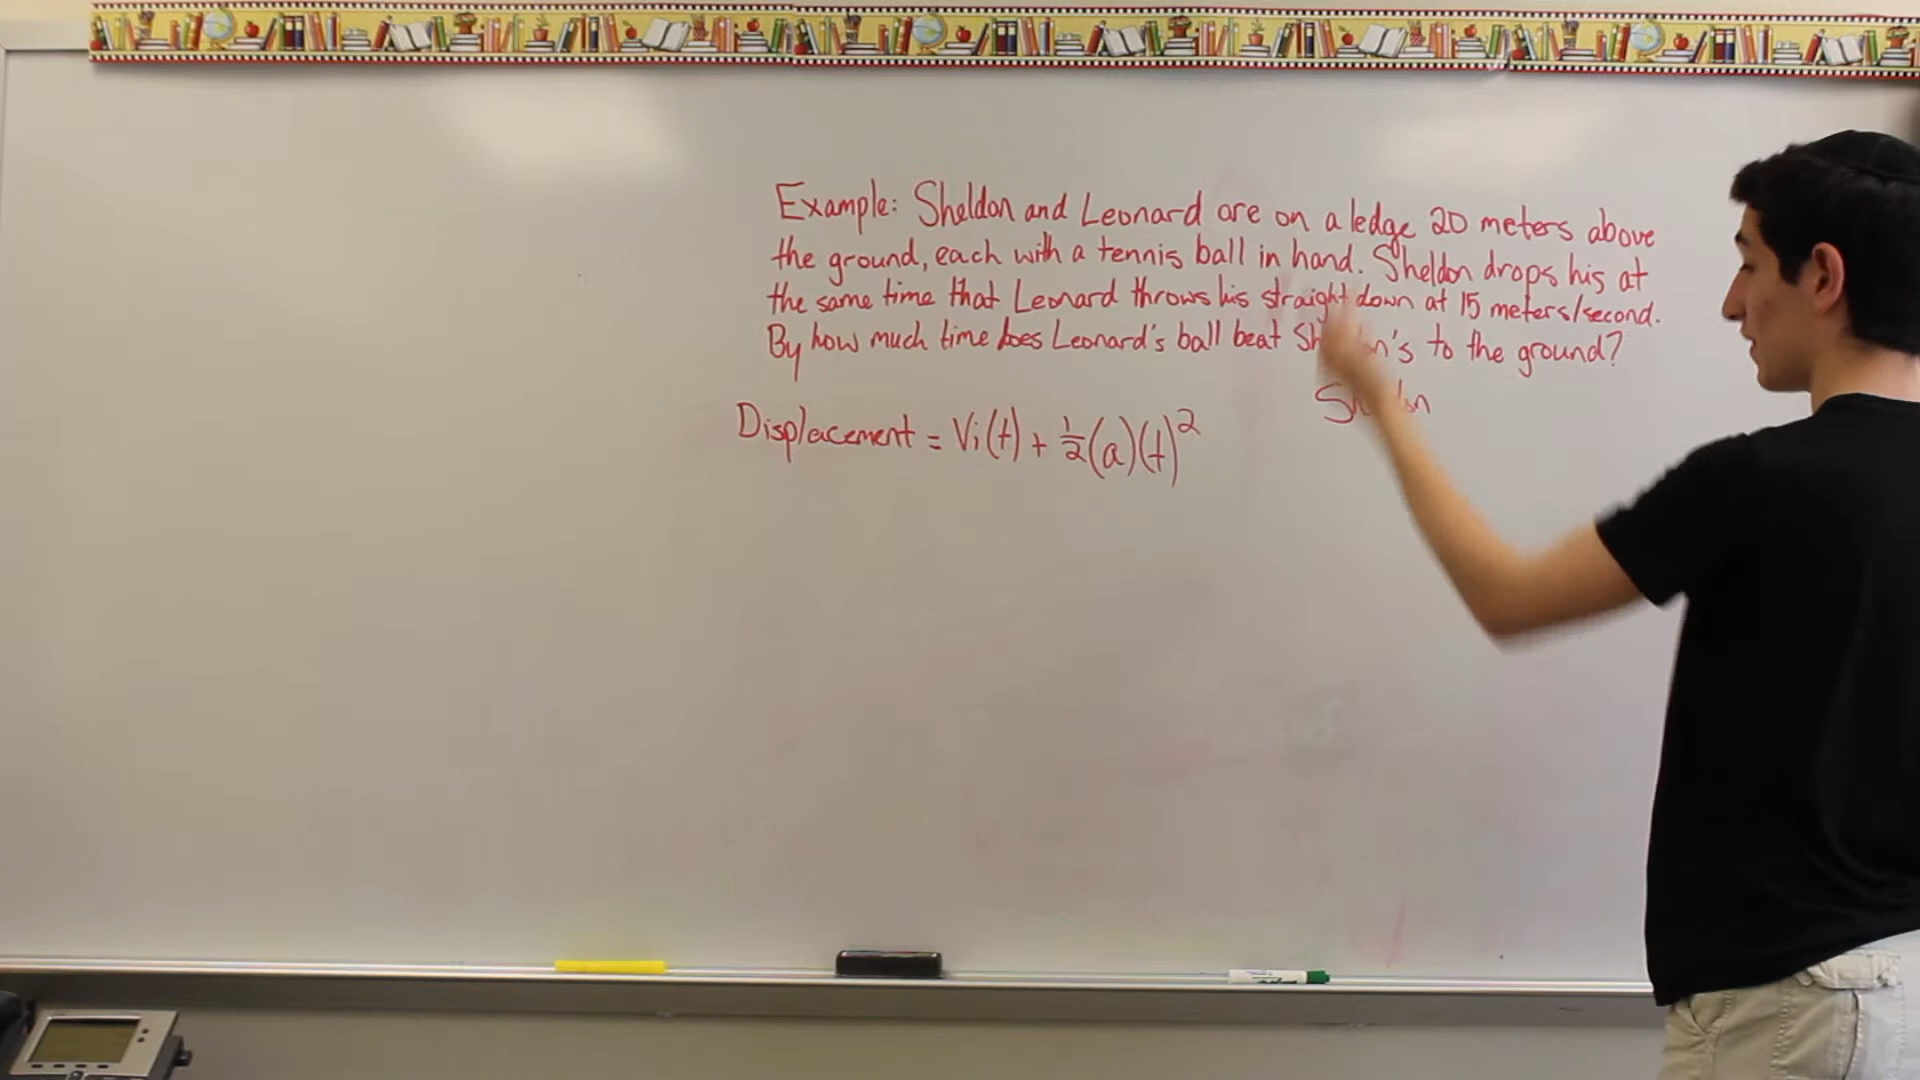 Example: Sheldon and Leonard are on a ledge 20 meters above
the ground, each with a tennis ball in hand. Sheldon drops his at
the same time that Leonard throws his straight down at 15 meters/second.
By how much time does Leonard's ball beat to the ground?
Displacement = Vi(t) + 1/2(a)(t)²